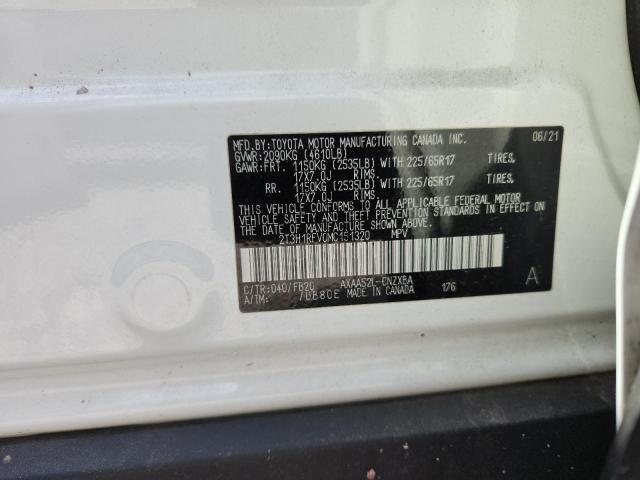 MFD.BY:TOYOTA MOTOR MANUFACTURING CANADA INC. 06/21
GVWR:2090KG (4610LB)
GAWR:FRT. 1150KG (2535LB) WITH 225/65R17 TIRES,
17X7.0J RIMS.
RR. 1150KG (2535LB) WITH 225/65R17 TIRES,
17X7.0J RIMS.
THIS VEHICLE CONFORMS TO ALL APPLICABLE FEDERAL MOTOR
VEHICLE SAFETY AND THEFT PREVENTION STANDARDS IN EFFECT
ON THE DATE OF MANUFACTURE SHOWN ABOVE.
2T3H1RFV0MC151320 MPV
C/TR:040/FB20 AXAA52L-CNZXBA A
A/TM: /UB80E MADE IN CANADA 176